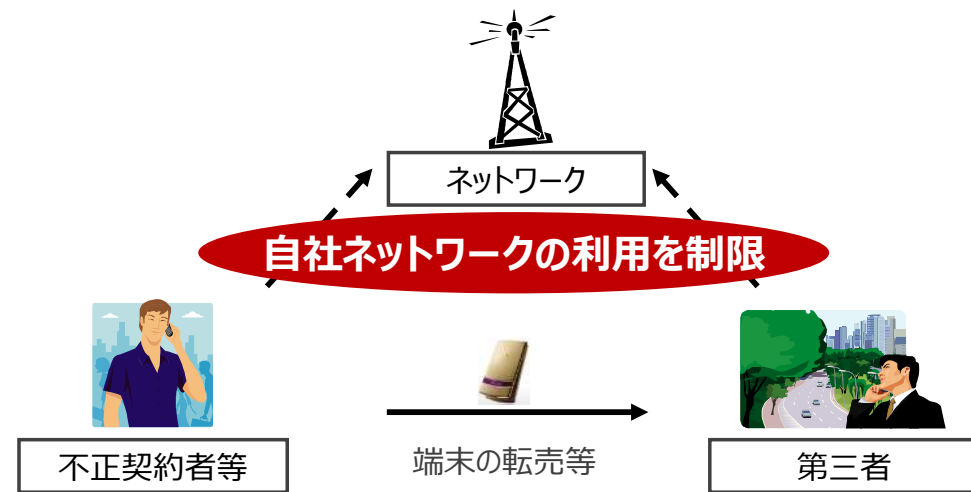 ネットワーク
自社ネットワークの利用を制限
不正契約者等
端末の転売等
第三者